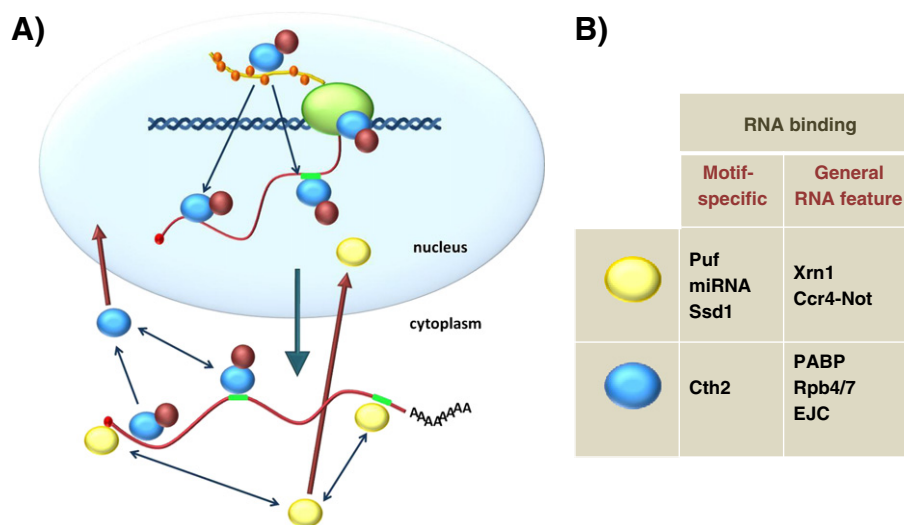 A)
nucleus
cytoplasm
AAAAAAA
B)
RNA binding
Motif-
specific
General
RNA feature
Puf
miRNA
Ssd1
Xrn1
Ccr4-Not
Cth2
PABP
Rpb4/7
EJC